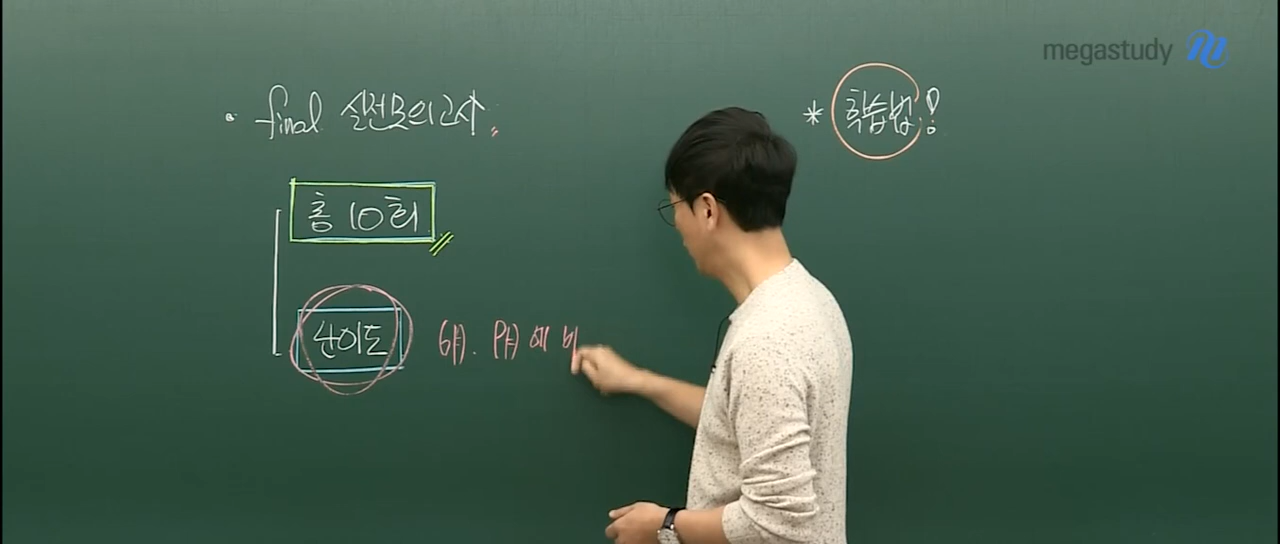 megastudy
final 실전모의고사
* 학습법!
총 10회
난이도 6月. 9月에 비